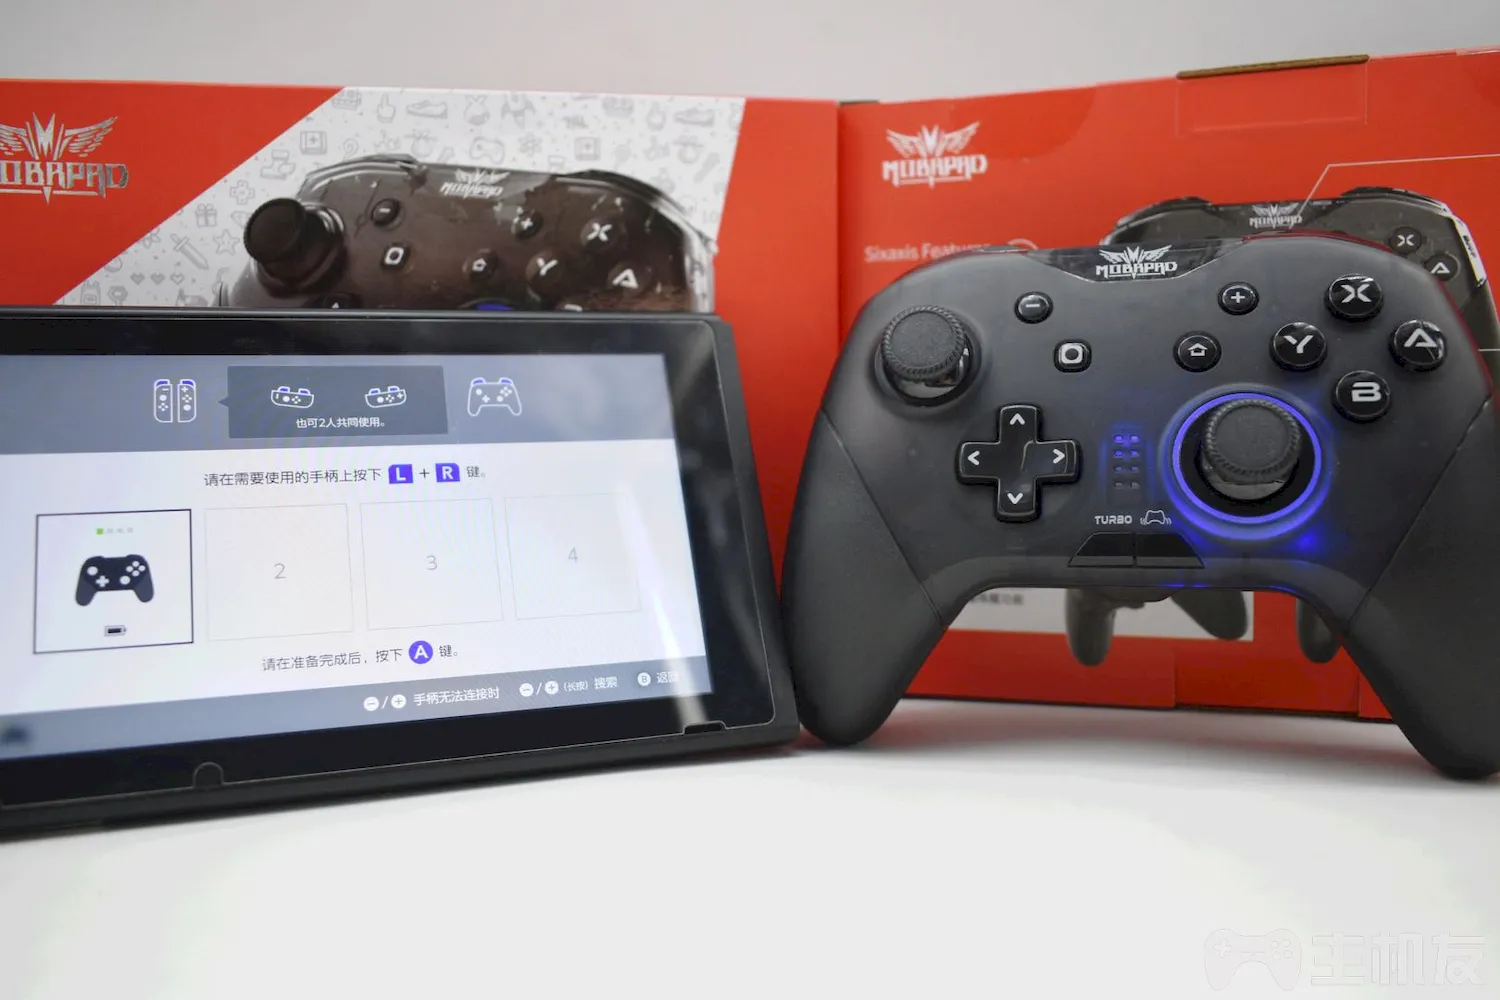 MOBAPAD
MOBAPAD
X
Y
A
MOBAPAD
Sixaxis
MOBAPAD
X
A
也可2人共同使用。
请在需要使用的手柄上按下 L + R 键。
2
3
4
请在准备完成后，按下 A 键。
−/+ 手柄无法连接时 −/+ (长按) 搜索 B 返回
MOBAPAD
− +
X
Y
A
B
TURBO
主机友